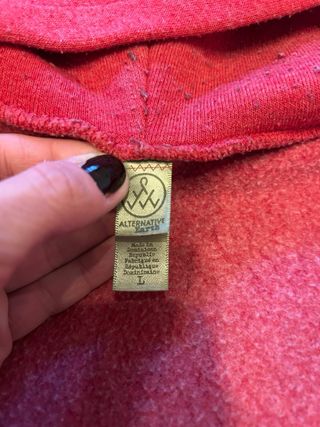 ALTERNATIVE
Earth
Made in
Dominican
Republic
Fabriqué en
République
Dominicaine
L